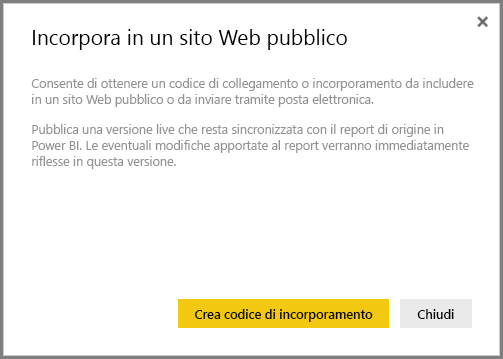 Incorpora in un sito Web pubblico
Consente di ottenere un codice di collegamento o incorporamento da includere
in un sito Web pubblico o da inviare tramite posta elettronica.
Pubblica una versione live che resta sincronizzata con il report di origine in
Power BI. Le eventuali modifiche apportate al report verranno immediatamente
riflesse in questa versione.
Crea codice di incorporamento
Chiudi